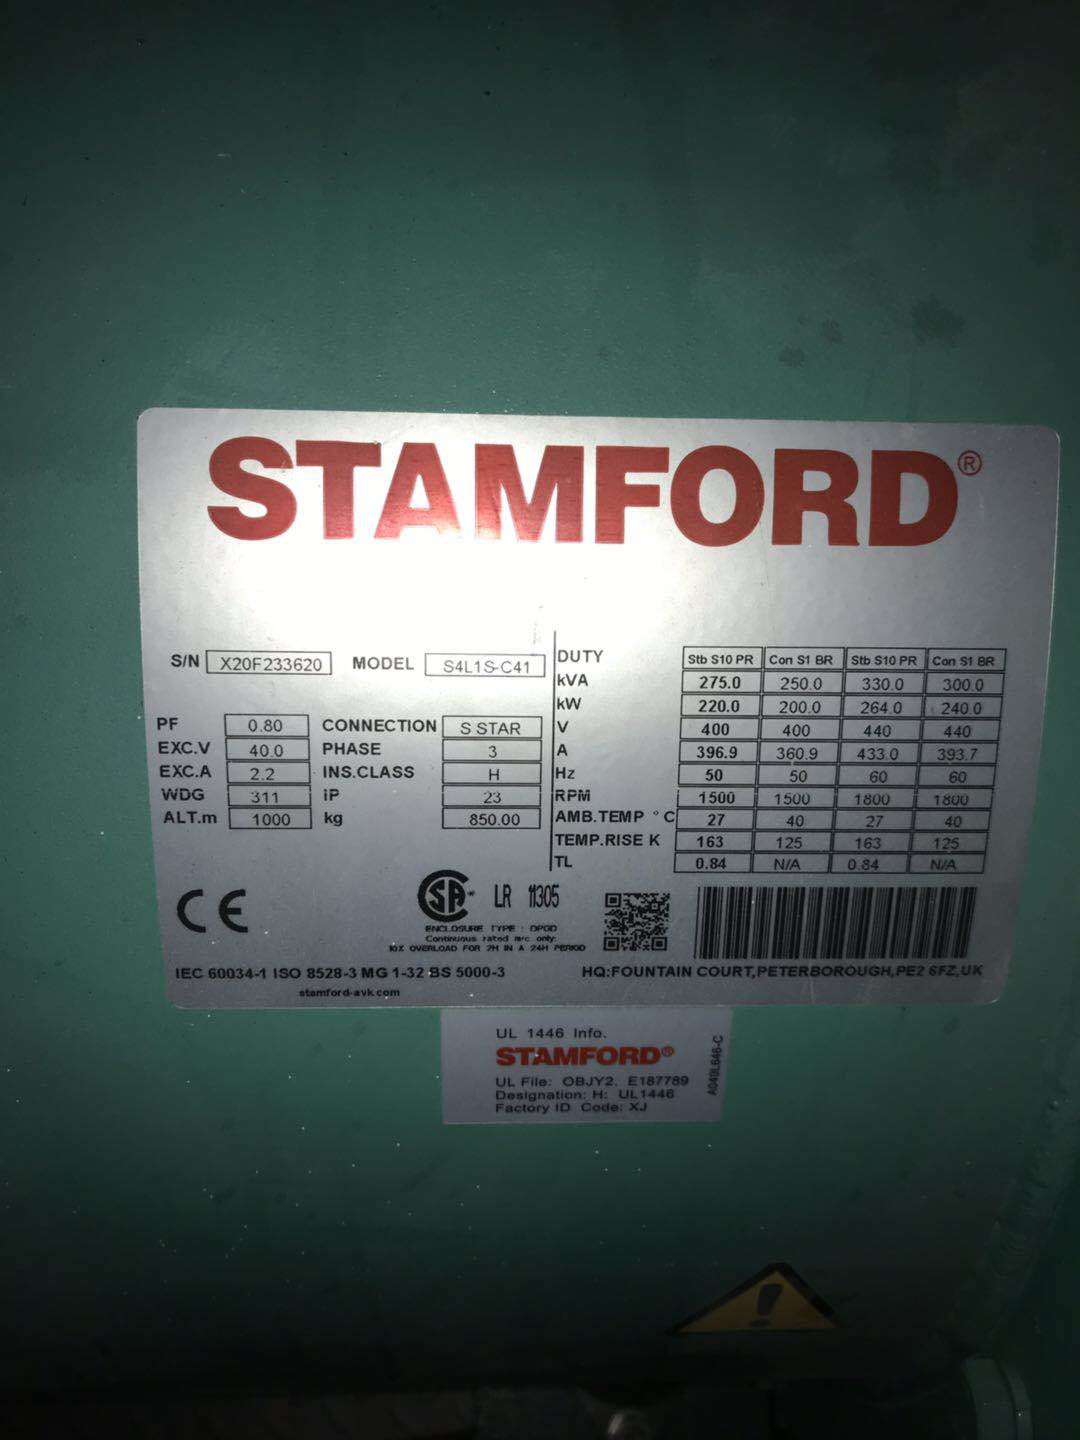 STAMFORD®
S/N X20F233620 MODEL S4L1S-C41
PF 0.80 CONNECTION S STAR
EXC.V 40.0 PHASE 3
EXC.A 2.2 INS.CLASS H
WDG 311 iP 23
ALT.m 1000 kg 850.00
DUTY Stb S10 PR Con S1 BR Stb S10 PR Con S1 BR
kVA 275.0 250.0 330.0 300.0
kW 220.0 200.0 264.0 240.0
V 400 400 440 440
A 396.9 360.9 433.0 393.7
Hz 50 50 60 60
RPM 1500 1500 1800 1800
AMB.TEMP °C 27 40 27 40
TEMP.RISE K 163 125 163 125
TL 0.84 N/A 0.84 N/A
CE SA LR 11305
ENCLOSURE TYPE : DPGD
Continuous rated m/c only:
10% OVERLOAD FOR 2H IN A 24H PERIOD
IEC 60034-1 ISO 8528-3 MG 1-32 BS 5000-3
HQ:FOUNTAIN COURT,PETERBOROUGH,PE2 6FZ,UK
stamford-avk.com
UL 1446 Info.
STAMFORD®
UL File: OBJY2, E187789
Designation: H: UL1446
Factory ID Code: XJ
A040L646-C